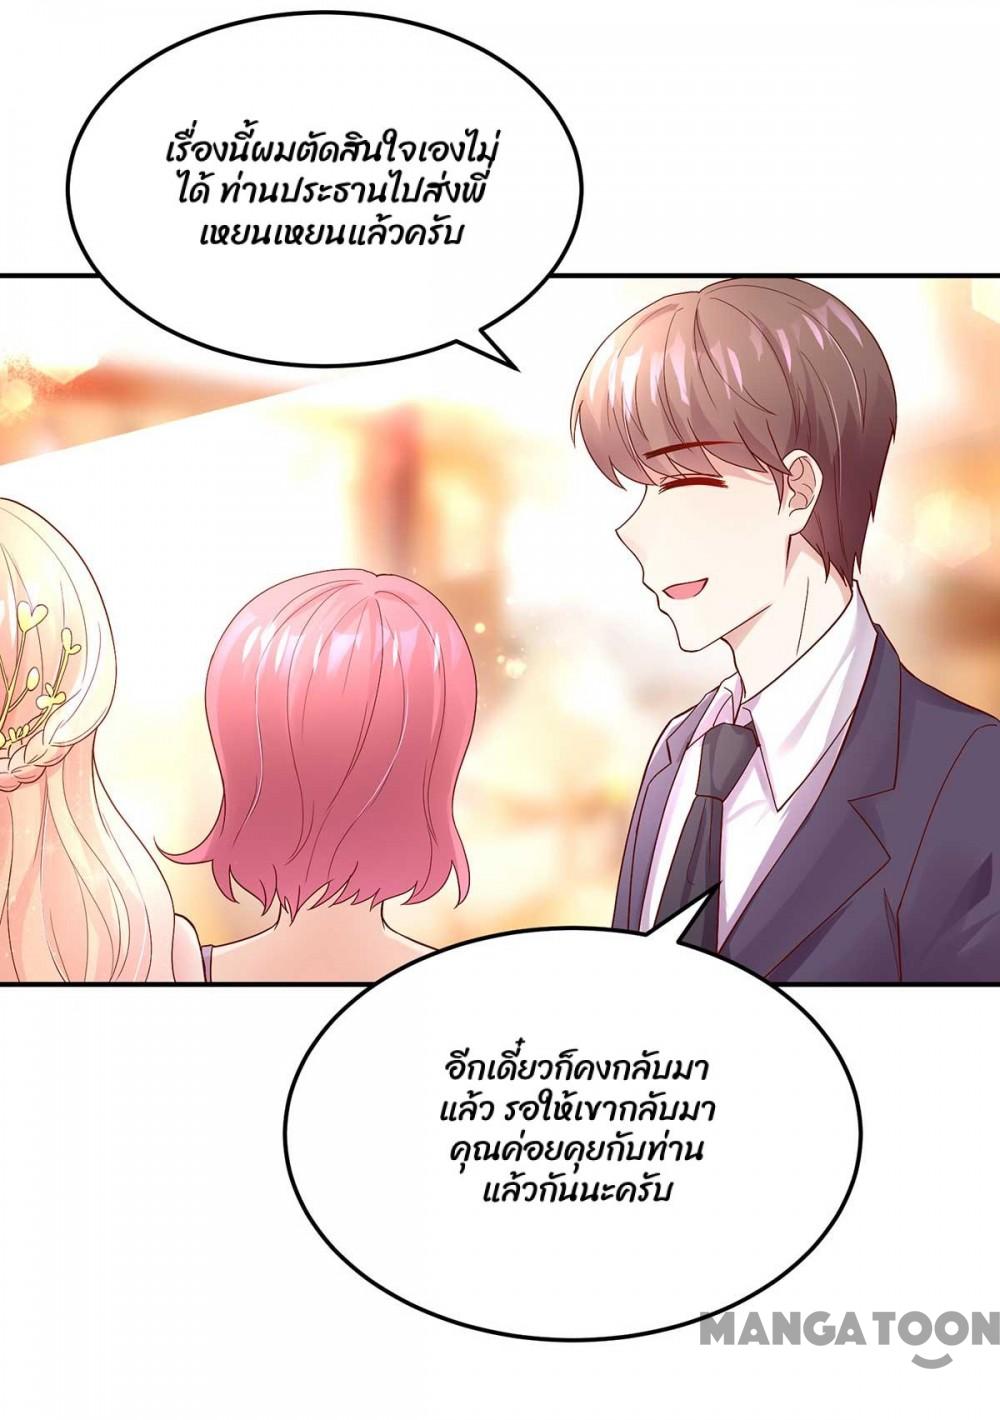 เรื่องนี้ผมตัดสินใจเองไม่
ได้ ท่านประธานไปส่งพี่
เหยนเหยนแล้วครับ
อีกเดี๋ยวก็คงกลับมา
แล้ว รอให้เขากลับมา
คุณค่อยคุยกับท่าน
แล้วกันนะครับ
MANGATOON